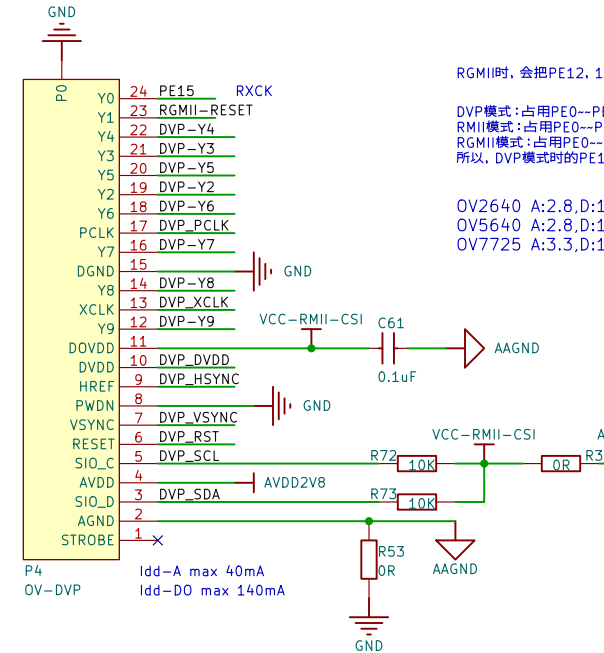 GND
P0
Y0 24 PE15 RXCK
Y1 23 RGMII-RESET
Y4 22 DVP-Y4
Y3 21 DVP-Y3
Y5 20 DVP-Y5
Y2 19 DVP-Y2
Y6 18 DVP-Y6
PCLK 17 DVP_PCLK
Y7 16 DVP-Y7
DGND 15 GND
Y8 14 DVP-Y8
XCLK 13 DVP_XCLK
Y9 12 DVP-Y9
VCC-RMII-CSI C61
DOVDD 11 AAGND
0.1uF
DVDD 10 DVP_DVDD
HREF 9 DVP_HSYNC
PWDN 8 GND
VSYNC 7 DVP_VSYNC
RESET 6 DVP_RST
VCC-RMII-CSI A
SIO_C 5 DVP_SCL R72 10K 0R R3
AVDD 4 AVDD2V8
SIO_D 3 DVP_SDA R73 10K
AGND 2
STROBE 1
R53
0R
AAGND
GND
P4
OV-DVP
Idd-A max 40mA
Idd-DO max 140mA
RGMII时, 会把PE12, 1
DVP模式:占用PE0~~PE
RMII模式:占用PE0~~P
RGMII模式:占用PE0~~
所以, DVP模式时的PE1
OV2640 A:2.8,D:1
OV5640 A:2.8,D:1
OV7725 A:3.3,D:1